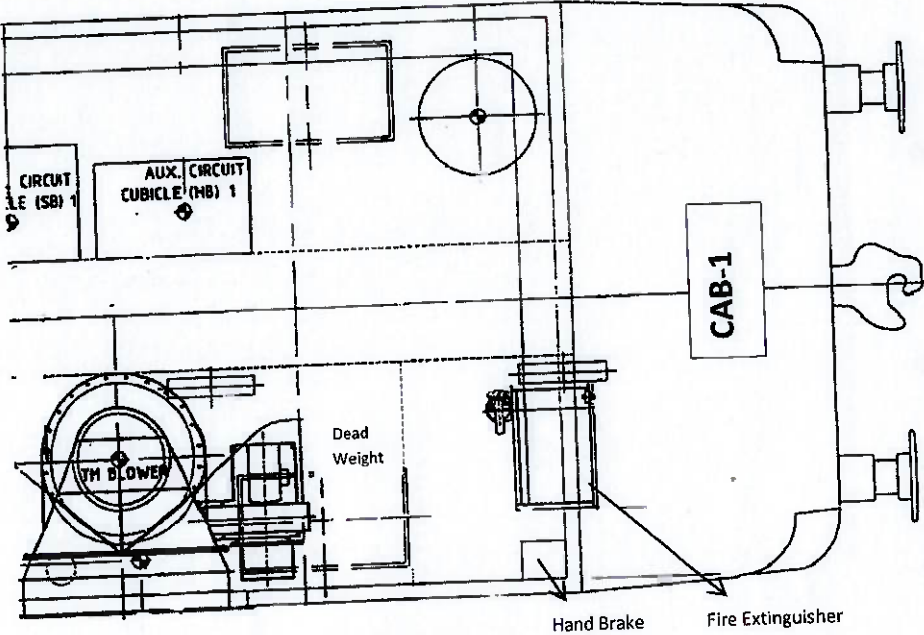 CIRCUIT
LE (SB) 1
AUX. CIRCUIT
CUBICLE (HB) 1
CAB-1
Dead
Weight
TM BLOWER
Hand Brake
Fire Extinguisher